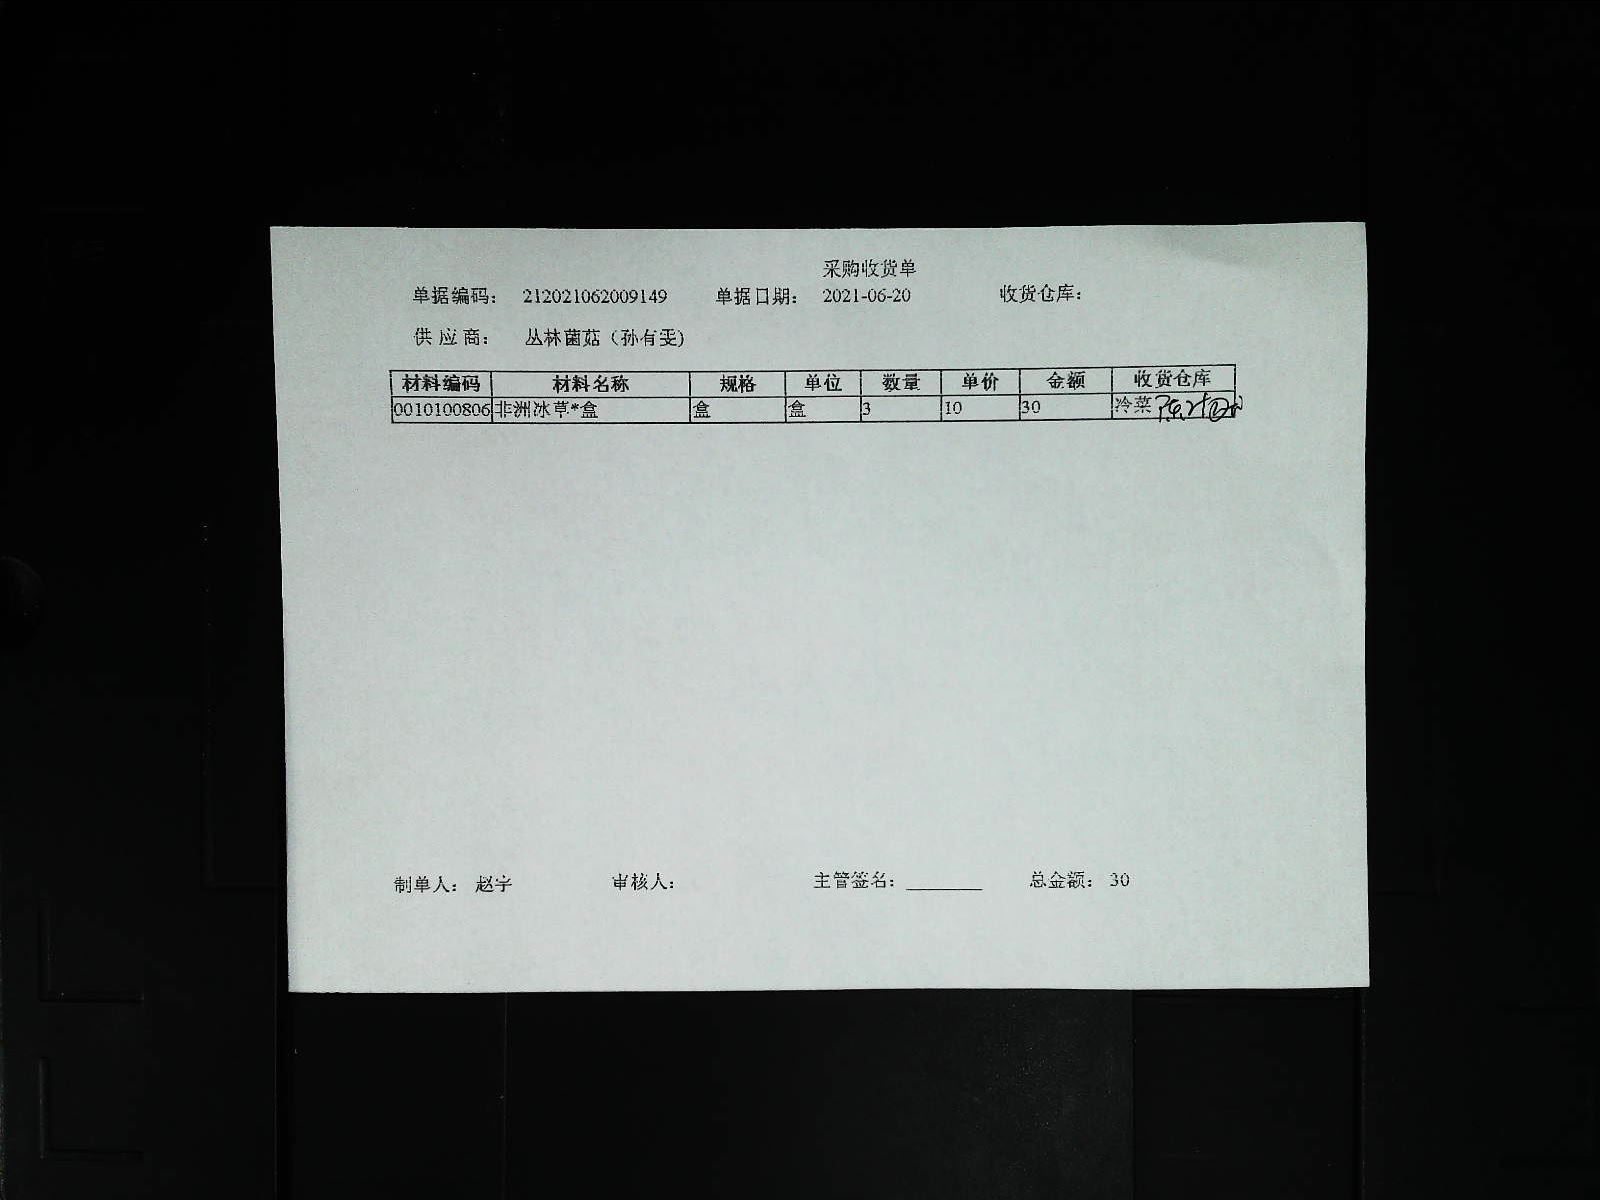 采购收货单
单据编码： 212021062009149 单据日期： 2021-06-20 收货仓库：
供应商： 丛林菌菇（孙有雯)
材料编码 材料名称 规格 单位 数量 单价 金额 收货仓库
0010100806 非洲冰草*盒 盒 盒 3 10 30 冷菜
制单人： 赵宇 审核人： 主管签名：________ 总金额： 30